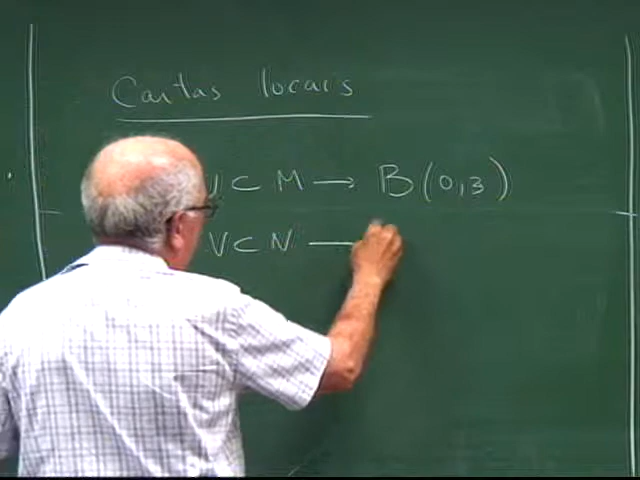 Cartas locais
U ⊂ M ⟶ B(0,3)
V ⊂ N —